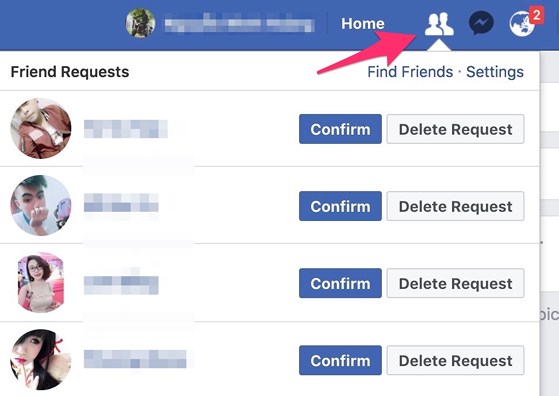 Home
2
Friend Requests
Find Friends · Settings
Confirm Delete Request
Confirm Delete Request
Confirm Delete Request
Confirm Delete Request